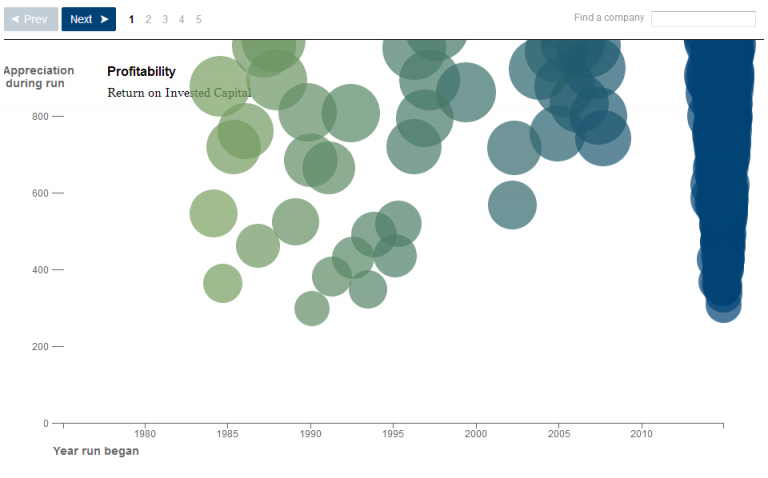 ◄ Prev Next ➤ 1 2 3 4 5 Find a company
Appreciation
during run
Profitability
Return on Invested Capital
800
600
400
200
0
1980 1985 1990 1995 2000 2005 2010
Year run began